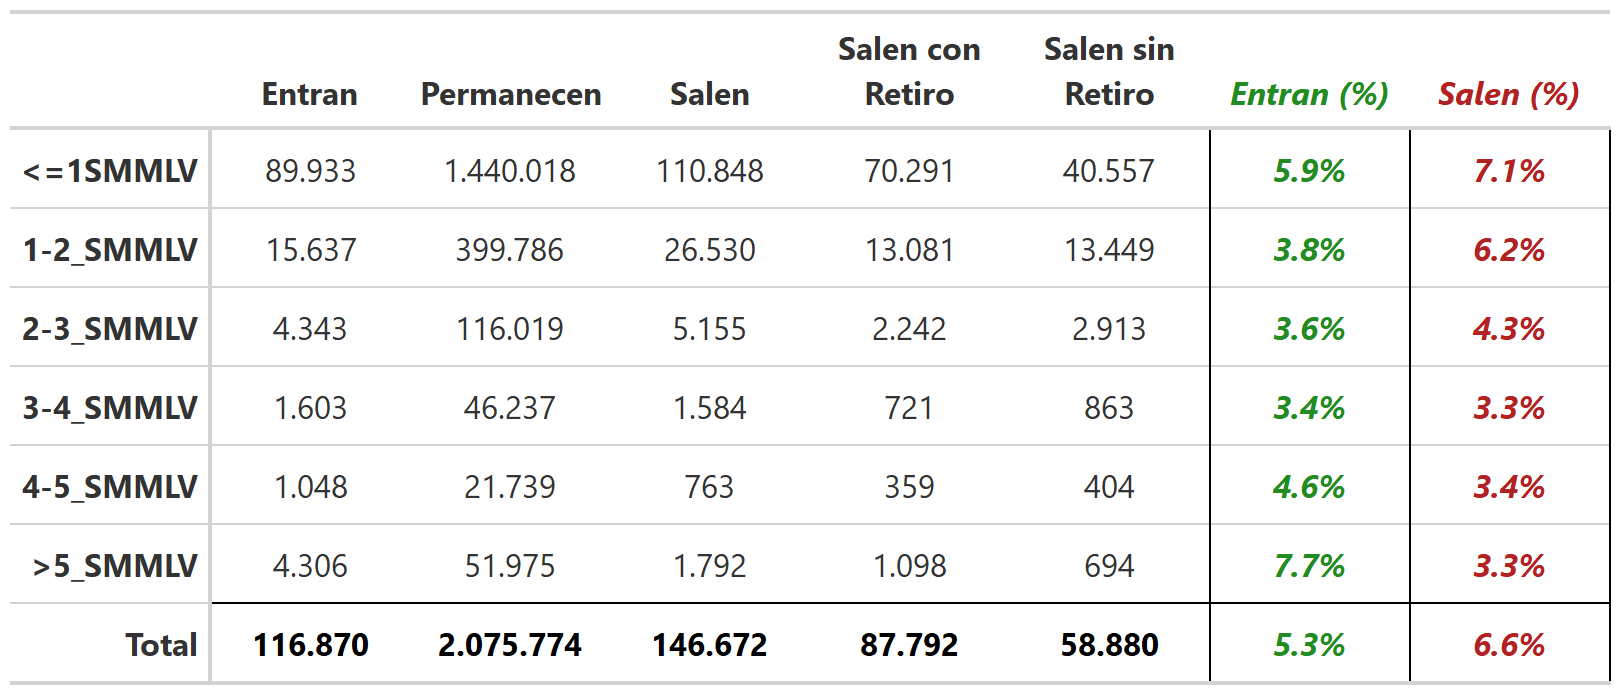 Entran Permanecen Salen Salen con Retiro Salen sin Retiro Entran (%) Salen (%)
<=1SMMLV 89.933 1.440.018 110.848 70.291 40.557 5.9% 7.1%
1-2_SMMLV 15.637 399.786 26.530 13.081 13.449 3.8% 6.2%
2-3_SMMLV 4.343 116.019 5.155 2.242 2.913 3.6% 4.3%
3-4_SMMLV 1.603 46.237 1.584 721 863 3.4% 3.3%
4-5_SMMLV 1.048 21.739 763 359 404 4.6% 3.4%
>5_SMMLV 4.306 51.975 1.792 1.098 694 7.7% 3.3%
Total 116.870 2.075.774 146.672 87.792 58.880 5.3% 6.6%